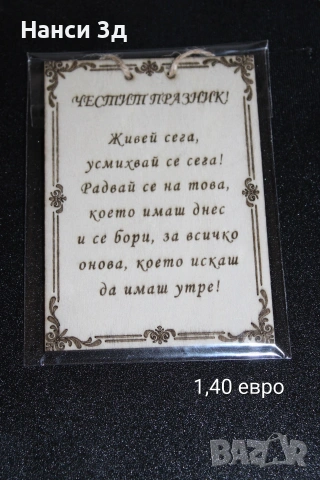 Нанси 3д
ЧЕСТИТ ПРАЗНИК!
Живей сега,
усмихвай се сега!
Радвай се на това,
което имаш днес
и се бори, за всичко
онова, което искаш
да имаш утре!
1,40 евро
BAZAR